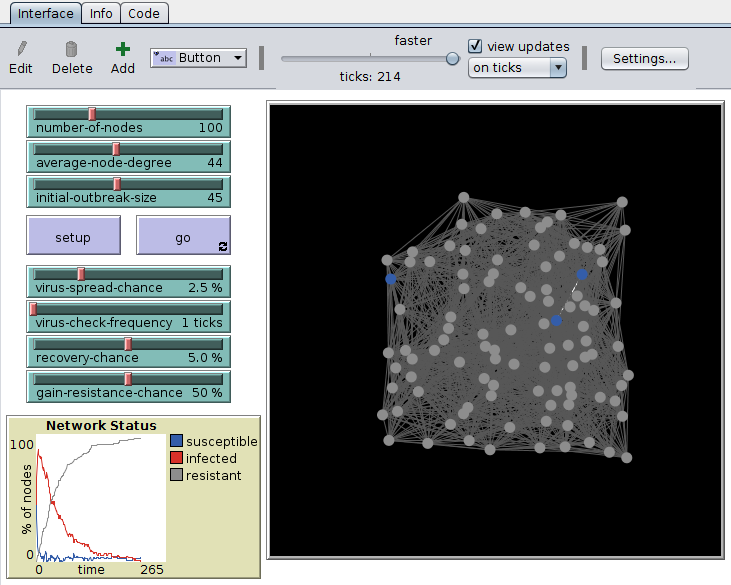 Interface Info Code
faster
Edit Delete Add
abc Button
view updates
on ticks
ticks: 214
Settings...
number-of-nodes 100
average-node-degree 44
initial-outbreak-size 45
setup go
virus-spread-chance 2.5 %
virus-check-frequency 1 ticks
recovery-chance 5.0 %
gain-resistance-chance 50 %
Network Status
100
% of nodes
0
0 time 265
susceptible
infected
resistant